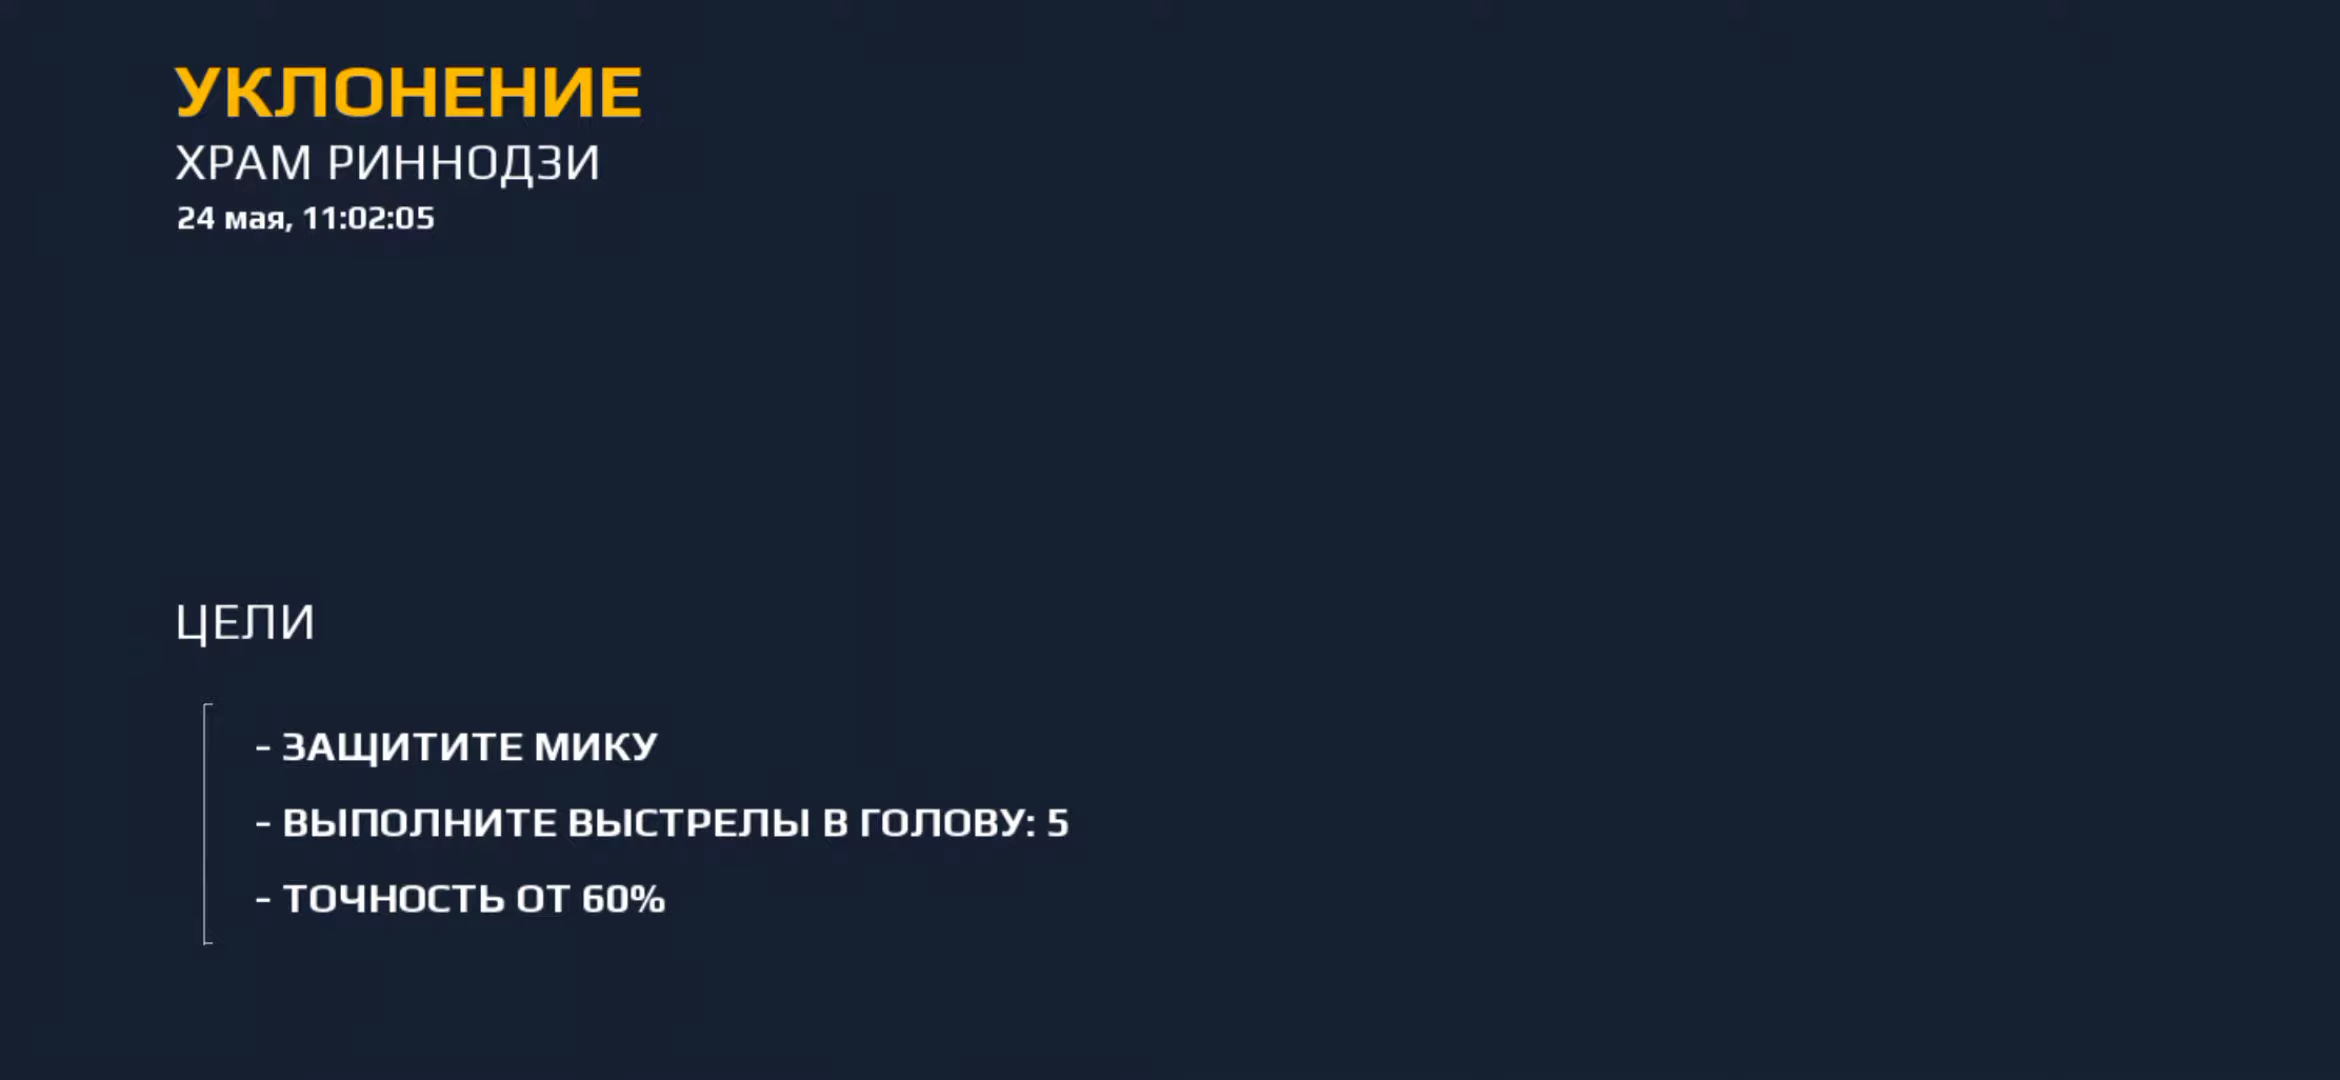 УКЛОНЕНИЕ
ХРАМ РИННОДЗИ
24 мая, 11:02:05
ЦЕЛИ
- ЗАЩИТИТЕ МИКУ
- ВЫПОЛНИТЕ ВЫСТРЕЛЫ В ГОЛОВУ: 5
- ТОЧНОСТЬ ОТ 60%